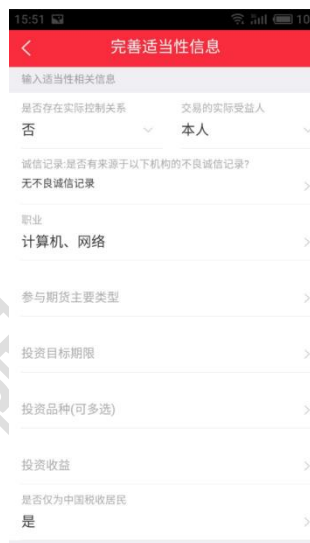 15:51
10
完善适当性信息
输入适当性相关信息
是否存在实际控制关系 交易的实际受益人
否 本人
诚信记录:是否有来源于以下机构的不良诚信记录?
无不良诚信记录
职业
计算机、网络
参与期货主要类型
投资目标期限
投资品种(可多选)
投资收益
是否仅为中国税收居民
是